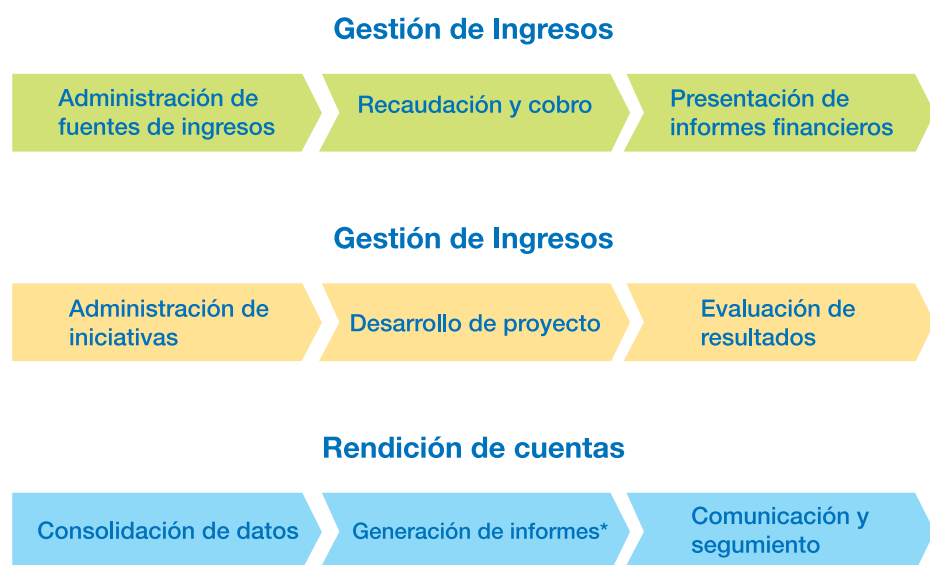 Gestión de Ingresos
Administración de
fuentes de ingresos
Recaudación y cobro
Presentación de
informes financieros
Gestión de Ingresos
Administración de
iniciativas
Desarrollo de proyecto
Evaluación de
resultados
Rendición de cuentas
Consolidación de datos
Generación de informes*
Comunicación y
segumiento